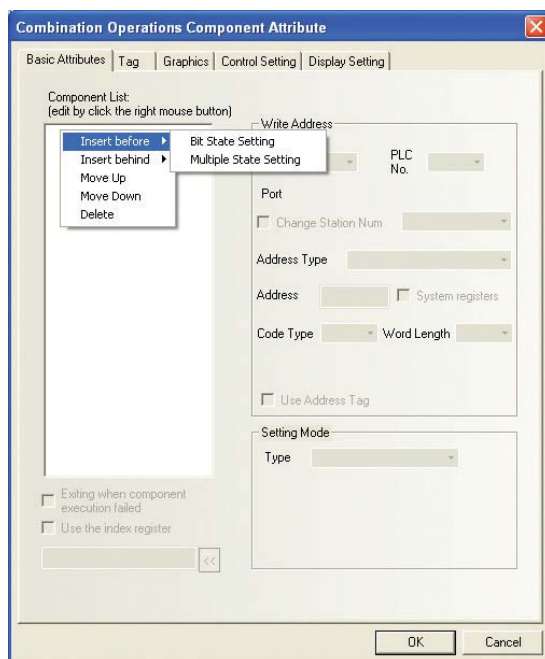 Combination Operations Component Attribute
Basic Attributes Tag Graphics Control Setting Display Setting
Component List:
(edit by click the right mouse button)
Insert before
Insert behind
Move Up
Move Down
Delete
Bit State Setting
Multiple State Setting
Write Address
PLC
No.
Port
Change Station Num
Address Type
Address System registers
Code Type Word Length
Use Address Tag
Setting Mode
Type
Exiting when component
execution failed
Use the index register
<<
OK Cancel